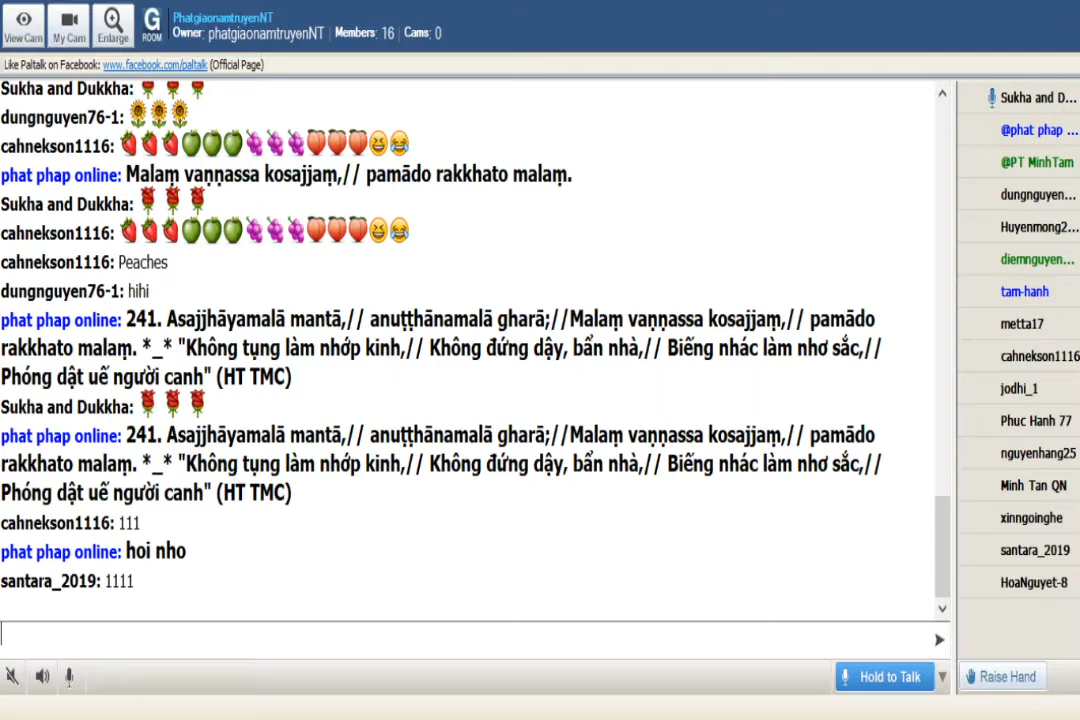 PhatgiaonamtruyenNT
Owner: phatgiaonamtruyenNT | Members: 16 | Cams: 0
View Cam My Cam Enlarge G ROOM
Like Paltalk on Facebook: www.facebook.com/paltalk (Official Page)
Sukha and Dukkha: 🌹 🌹 🌹
dungnguyen76-1: 🌻🌻🌻
cahnekson1116: 🍓🍓🍓🍏🍏🍏🍇🍇🍇🍑🍑🍑😆😂
phat phap online: Malaṃ vaṇṇassa kosajjaṃ,// pamādo rakkhato malaṃ.
Sukha and Dukkha: 🌹 🌹 🌹
cahnekson1116: 🍓🍓🍓🍏🍏🍏🍇🍇🍇🍑🍑🍑😆😂
cahnekson1116: Peaches
dungnguyen76-1: hihi
phat phap online: 241. Asajjhāyamalā mantā,// anuṭṭhānamalā gharā;//Malaṃ vaṇṇassa kosajjaṃ,// pamādo
rakkhato malaṃ. *_* "Không tụng làm nhớp kinh,// Không đứng dậy, bẩn nhà,// Biếng nhác làm nhơ sắc,//
Phóng dật uế người canh" (HT TMC)
Sukha and Dukkha: 🌹 🌹 🌹
phat phap online: 241. Asajjhāyamalā mantā,// anuṭṭhānamalā gharā;//Malaṃ vaṇṇassa kosajjaṃ,// pamādo
rakkhato malaṃ. *_* "Không tụng làm nhớp kinh,// Không đứng dậy, bẩn nhà,// Biếng nhác làm nhơ sắc,//
Phóng dật uế người canh" (HT TMC)
cahnekson1116: 111
phat phap online: hoi nho
santara_2019: 1111
Hold to Talk
Sukha and D...
@phat phap ...
@PT MinhTam
dungnguyen...
Huyenmong2...
diemnguyen...
tam-hanh
metta17
cahnekson1116
jodhi_1
Phuc Hanh 77
nguyenhang25
Minh Tan QN
xinngoinghe
santara_2019
HoaNguyet-8
Raise Hand